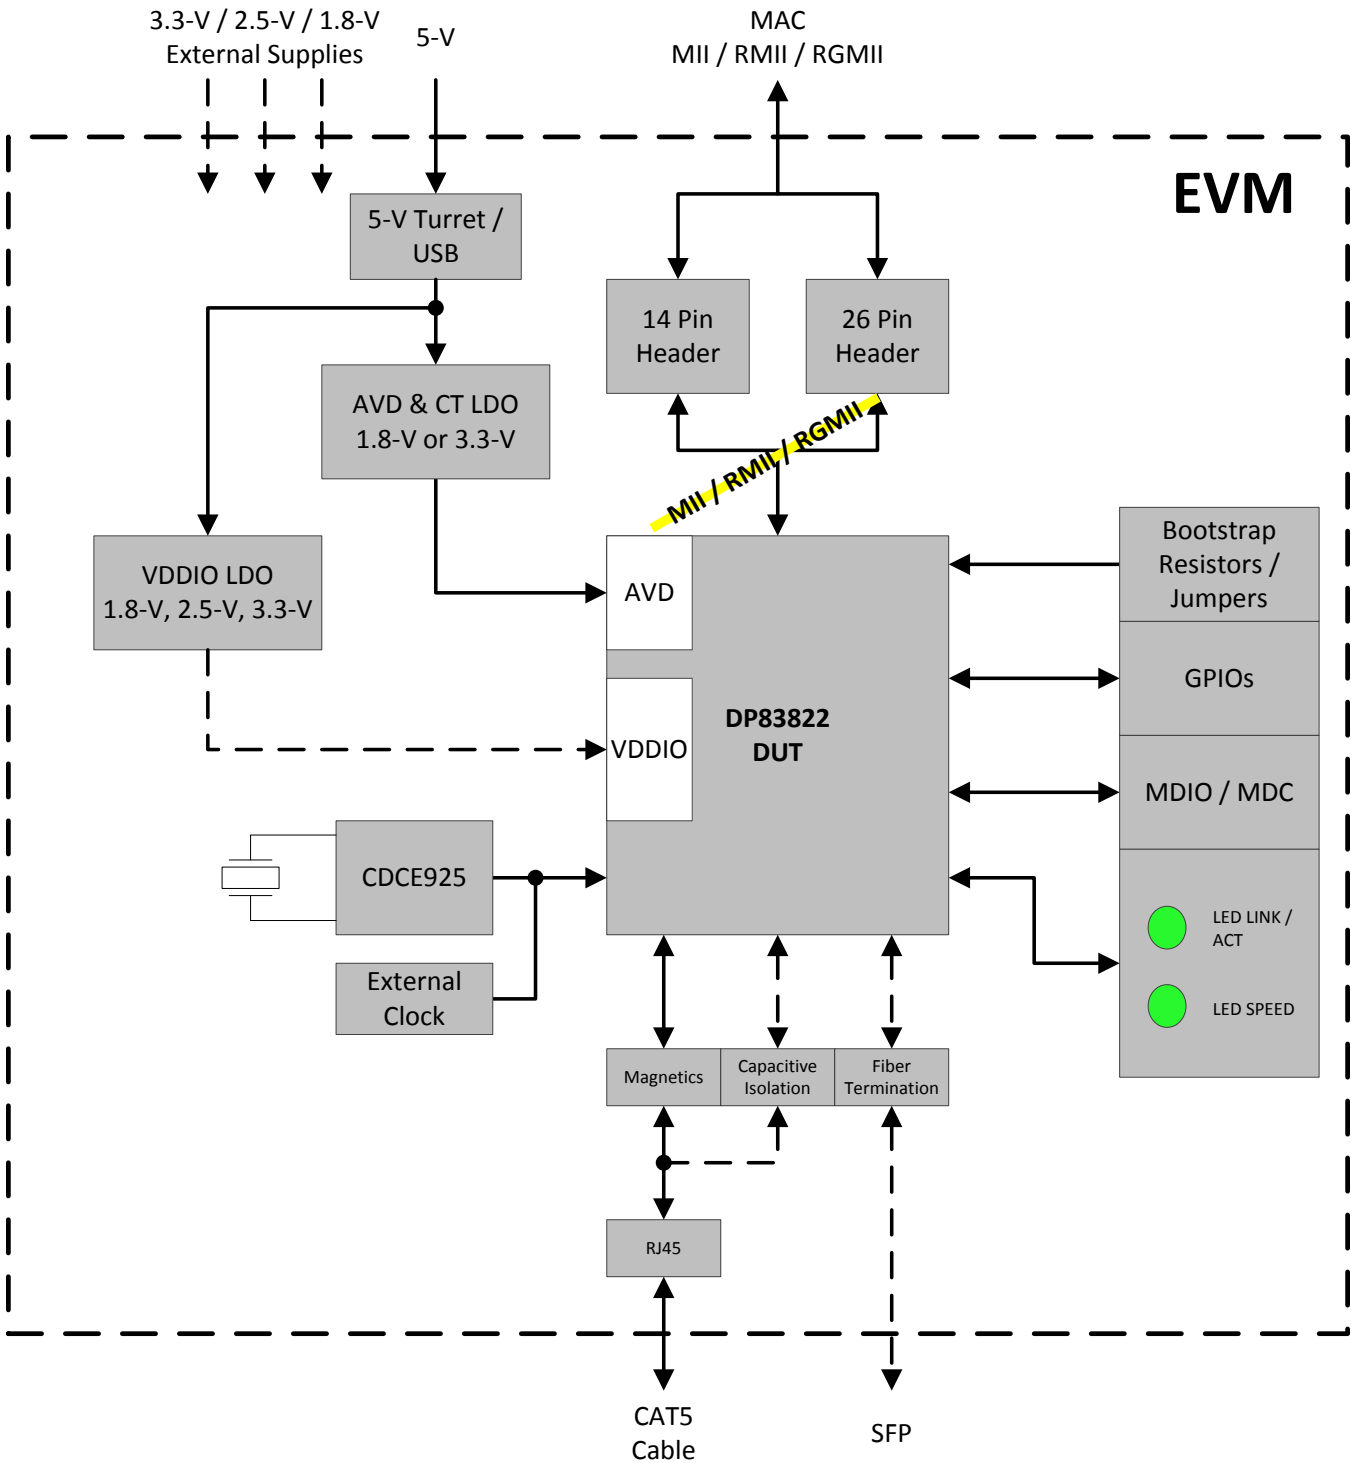 3.3-V / 2.5-V / 1.8-V
External Supplies
5-V
MAC
MII / RMII / RGMII
EVM
5-V Turret /
USB
14 Pin
Header
26 Pin
Header
AVD & CT LDO
1.8-V or 3.3-V
MII / RMII / RGMII
VDDIO LDO
1.8-V, 2.5-V, 3.3-V
AVD
VDDIO
DP83822
DUT
Bootstrap
Resistors /
Jumpers
GPIOs
MDIO / MDC
LED LINK /
ACT
LED SPEED
CDCE925
External
Clock
Magnetics
Capacitive
Isolation
Fiber
Termination
RJ45
CAT5
Cable
SFP